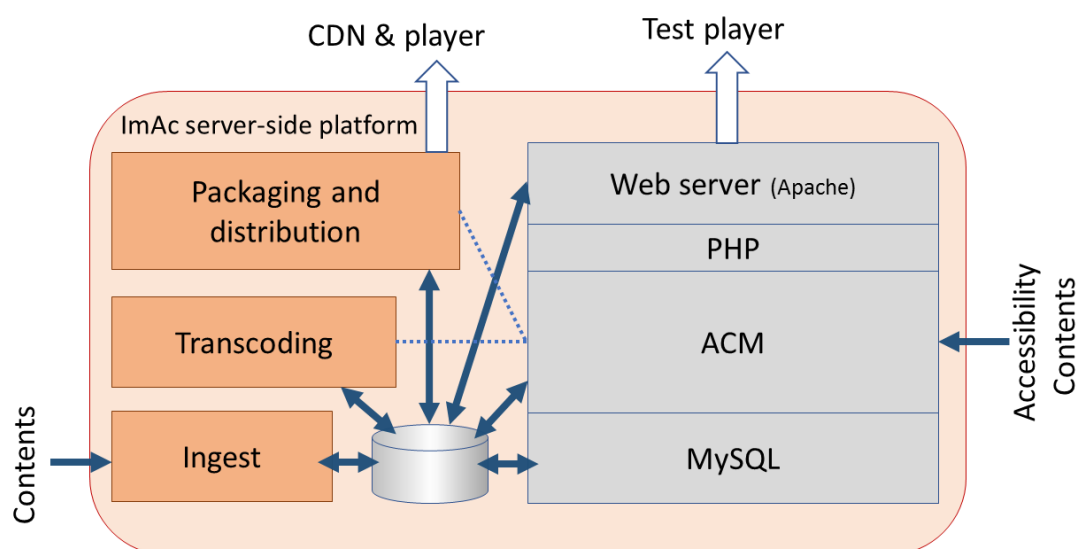 CDN & player
Test player
ImAc server-side platform
Packaging and
distribution
Web server (Apache)
PHP
Transcoding
ACM
Accessibility
Contents
Contents
Ingest
MySQL